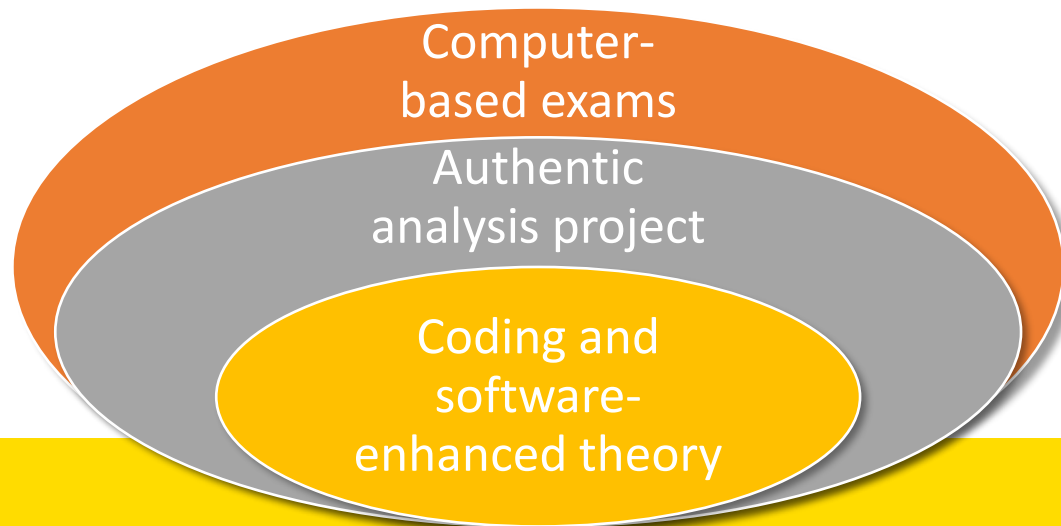 Computer-
based exams
Authentic
analysis project
Coding and
software-
enhanced theory